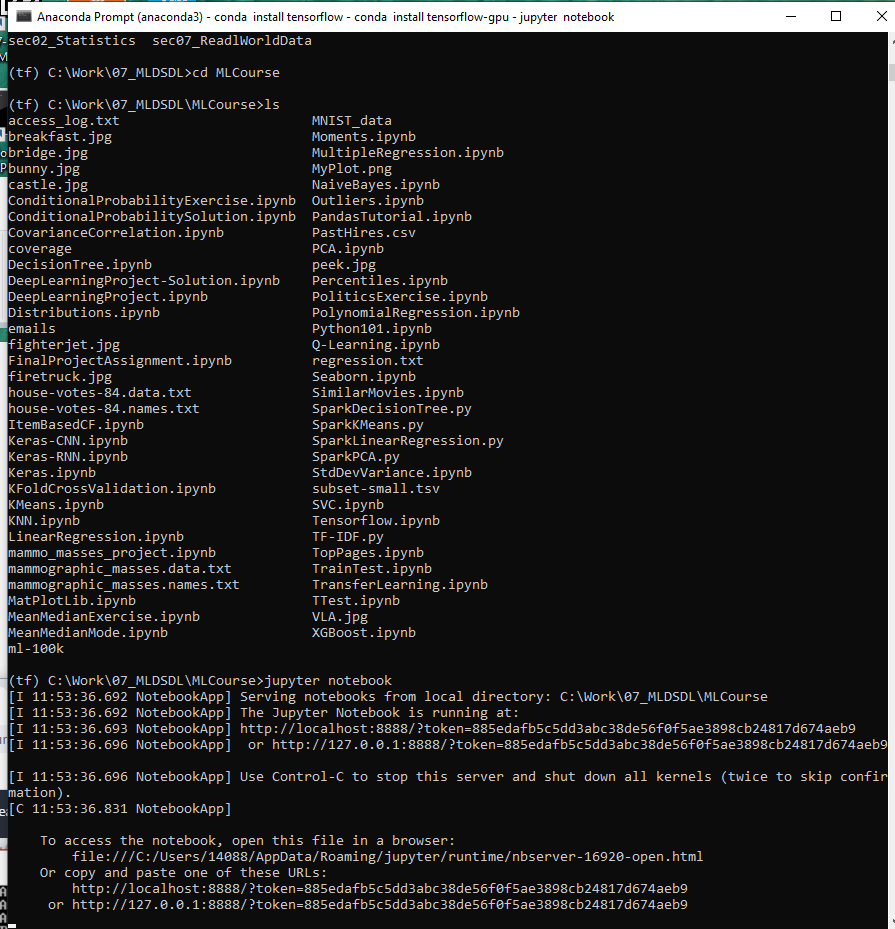 Anaconda Prompt (anaconda3) - conda install tensorflow - conda install tensorflow-gpu - jupyter notebook
sec02_Statistics  sec07_ReadlWorldData
(tf) C:\Work\07_MLDSDL>cd MLCourse
(tf) C:\Work\07_MLDSDL\MLCourse>ls
access_log.txt                        MNIST_data
breakfast.jpg                         Moments.ipynb
bridge.jpg                            MultipleRegression.ipynb
bunny.jpg                             MyPlot.png
castle.jpg                            NaiveBayes.ipynb
ConditionalProbabilityExercise.ipynb  Outliers.ipynb
ConditionalProbabilitySolution.ipynb  PandasTutorial.ipynb
CovarianceCorrelation.ipynb           PastHires.csv
coverage                              PCA.ipynb
DecisionTree.ipynb                    peek.jpg
DeepLearningProject-Solution.ipynb    Percentiles.ipynb
DeepLearningProject.ipynb             PoliticsExercise.ipynb
Distributions.ipynb                   PolynomialRegression.ipynb
emails                                Python101.ipynb
fighterjet.jpg                        Q-Learning.ipynb
FinalProjectAssignment.ipynb          regression.txt
firetruck.jpg                         Seaborn.ipynb
house-votes-84.data.txt               SimilarMovies.ipynb
house-votes-84.names.txt              SparkDecisionTree.py
ItemBasedCF.ipynb                     SparkKMeans.py
Keras-CNN.ipynb                       SparkLinearRegression.py
Keras-RNN.ipynb                       SparkPCA.py
Keras.ipynb                           StdDevVariance.ipynb
KFoldCrossValidation.ipynb            subset-small.tsv
KMeans.ipynb                          SVC.ipynb
KNN.ipynb                             Tensorflow.ipynb
LinearRegression.ipynb                TF-IDF.py
mammo_masses_project.ipynb            TopPages.ipynb
mammographic_masses.data.txt          TrainTest.ipynb
mammographic_masses.names.txt         TransferLearning.ipynb
MatPlotLib.ipynb                      TTest.ipynb
MeanMedianExercise.ipynb              VLA.jpg
MeanMedianMode.ipynb                  XGBoost.ipynb
ml-100k
(tf) C:\Work\07_MLDSDL\MLCourse>jupyter notebook
[I 11:53:36.692 NotebookApp] Serving notebooks from local directory: C:\Work\07_MLDSDL\MLCourse
[I 11:53:36.692 NotebookApp] The Jupyter Notebook is running at:
[I 11:53:36.693 NotebookApp] http://localhost:8888/?token=885edafb5c5dd3abc38de56f0f5ae3898cb24817d674aeb9
[I 11:53:36.696 NotebookApp]  or http://127.0.0.1:8888/?token=885edafb5c5dd3abc38de56f0f5ae3898cb24817d674aeb9
[I 11:53:36.696 NotebookApp] Use Control-C to stop this server and shut down all kernels (twice to skip confir
mation).
[C 11:53:36.831 NotebookApp]
To access the notebook, open this file in a browser:
file:///C:/Users/14088/AppData/Roaming/jupyter/runtime/nbserver-16920-open.html
Or copy and paste one of these URLs:
http://localhost:8888/?token=885edafb5c5dd3abc38de56f0f5ae3898cb24817d674aeb9
or http://127.0.0.1:8888/?token=885edafb5c5dd3abc38de56f0f5ae3898cb24817d674aeb9